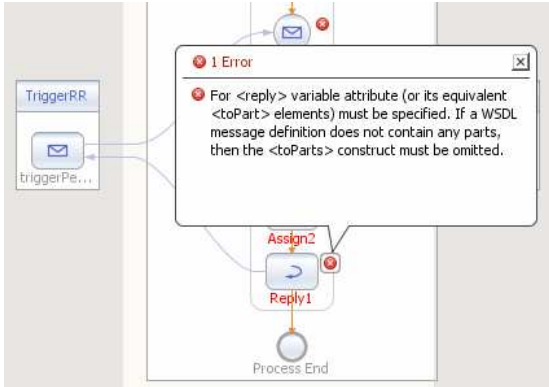 1 Error
For <reply> variable attribute (or its equivalent
<toPart> elements) must be specified. If a WSDL
message definition does not contain any parts,
then the <toParts> construct must be omitted.
TriggerRR
triggerPe...
Assign2
Reply1
Process End